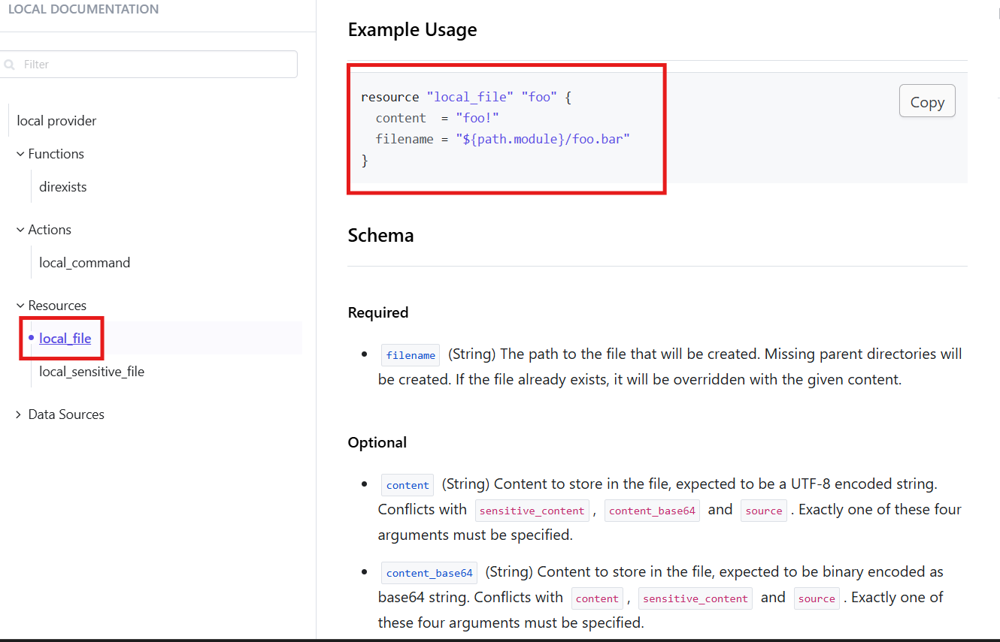 LOCAL DOCUMENTATION
Filter
local provider
Functions
direxists
Actions
local_command
Resources
local_file
local_sensitive_file
Data Sources
Example Usage
resource "local_file" "foo" {
  content  = "foo!"
  filename = "${path.module}/foo.bar"
}
Copy
Schema
Required
filename (String) The path to the file that will be created. Missing parent directories will
be created. If the file already exists, it will be overridden with the given content.
Optional
content (String) Content to store in the file, expected to be a UTF-8 encoded string.
Conflicts with sensitive_content , content_base64 and source . Exactly one of these four
arguments must be specified.
content_base64 (String) Content to store in the file, expected to be binary encoded as
base64 string. Conflicts with content , sensitive_content and source . Exactly one of
these four arguments must be specified.